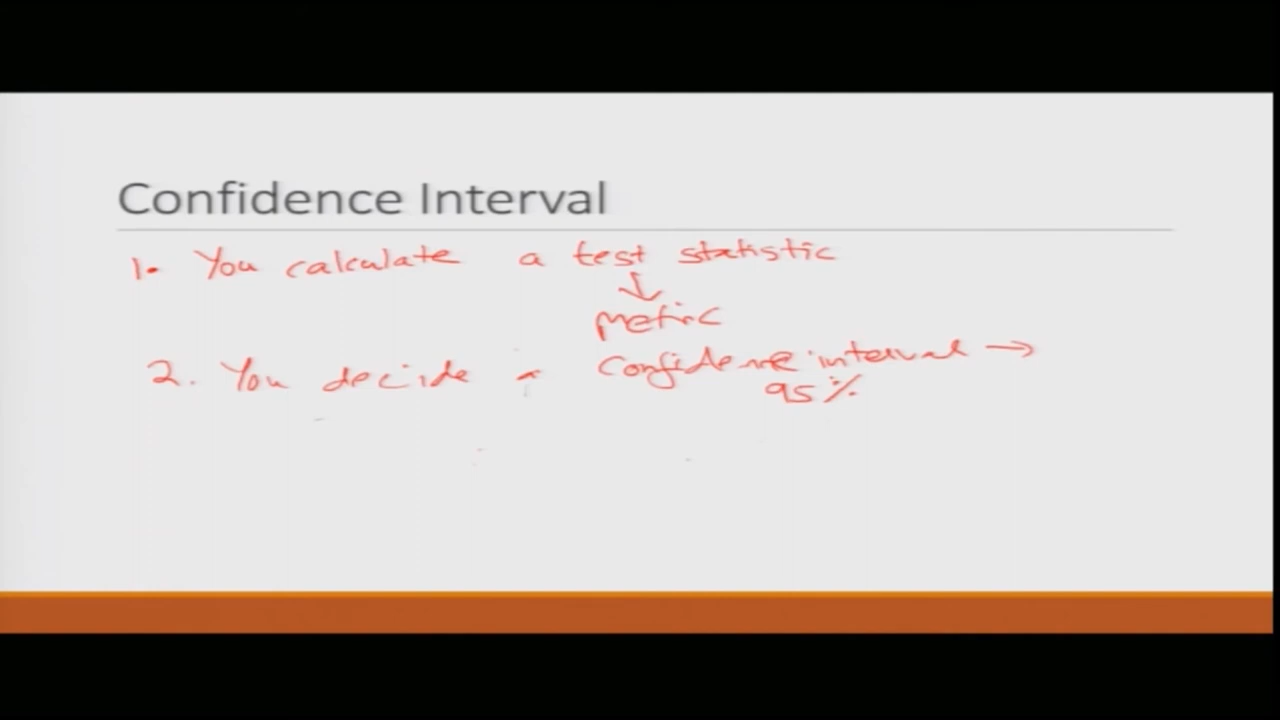 Confidence Interval
1. You calculate a test statistic
↓
metric
2. You decide a confidence interval →
95%